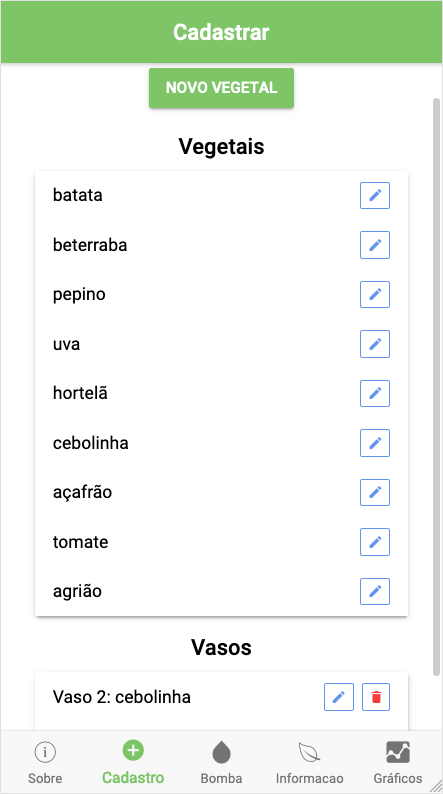 Cadastrar
NOVO VEGETAL
Vegetais
batata
beterraba
pepino
uva
hortelã
cebolinha
açafrão
tomate
agrião
Vasos
Vaso 2: cebolinha
Sobre
Cadastro
Bomba
Informacao
Gráficos